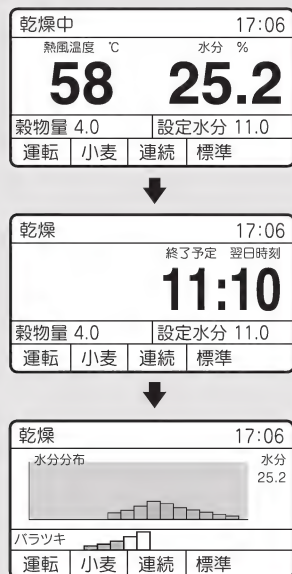 乾燥中 17:06
熱風温度 ℃ 水分 %
58 25.2
穀物量 4.0 設定水分 11.0
運転 小麦 連続 標準
乾燥 17:06
終了予定 翌日時刻
11:10
穀物量 4.0 設定水分 11.0
運転 小麦 連続 標準
乾燥 17:06
水分分布 水分
25.2
バラツキ
運転 小麦 連続 標準